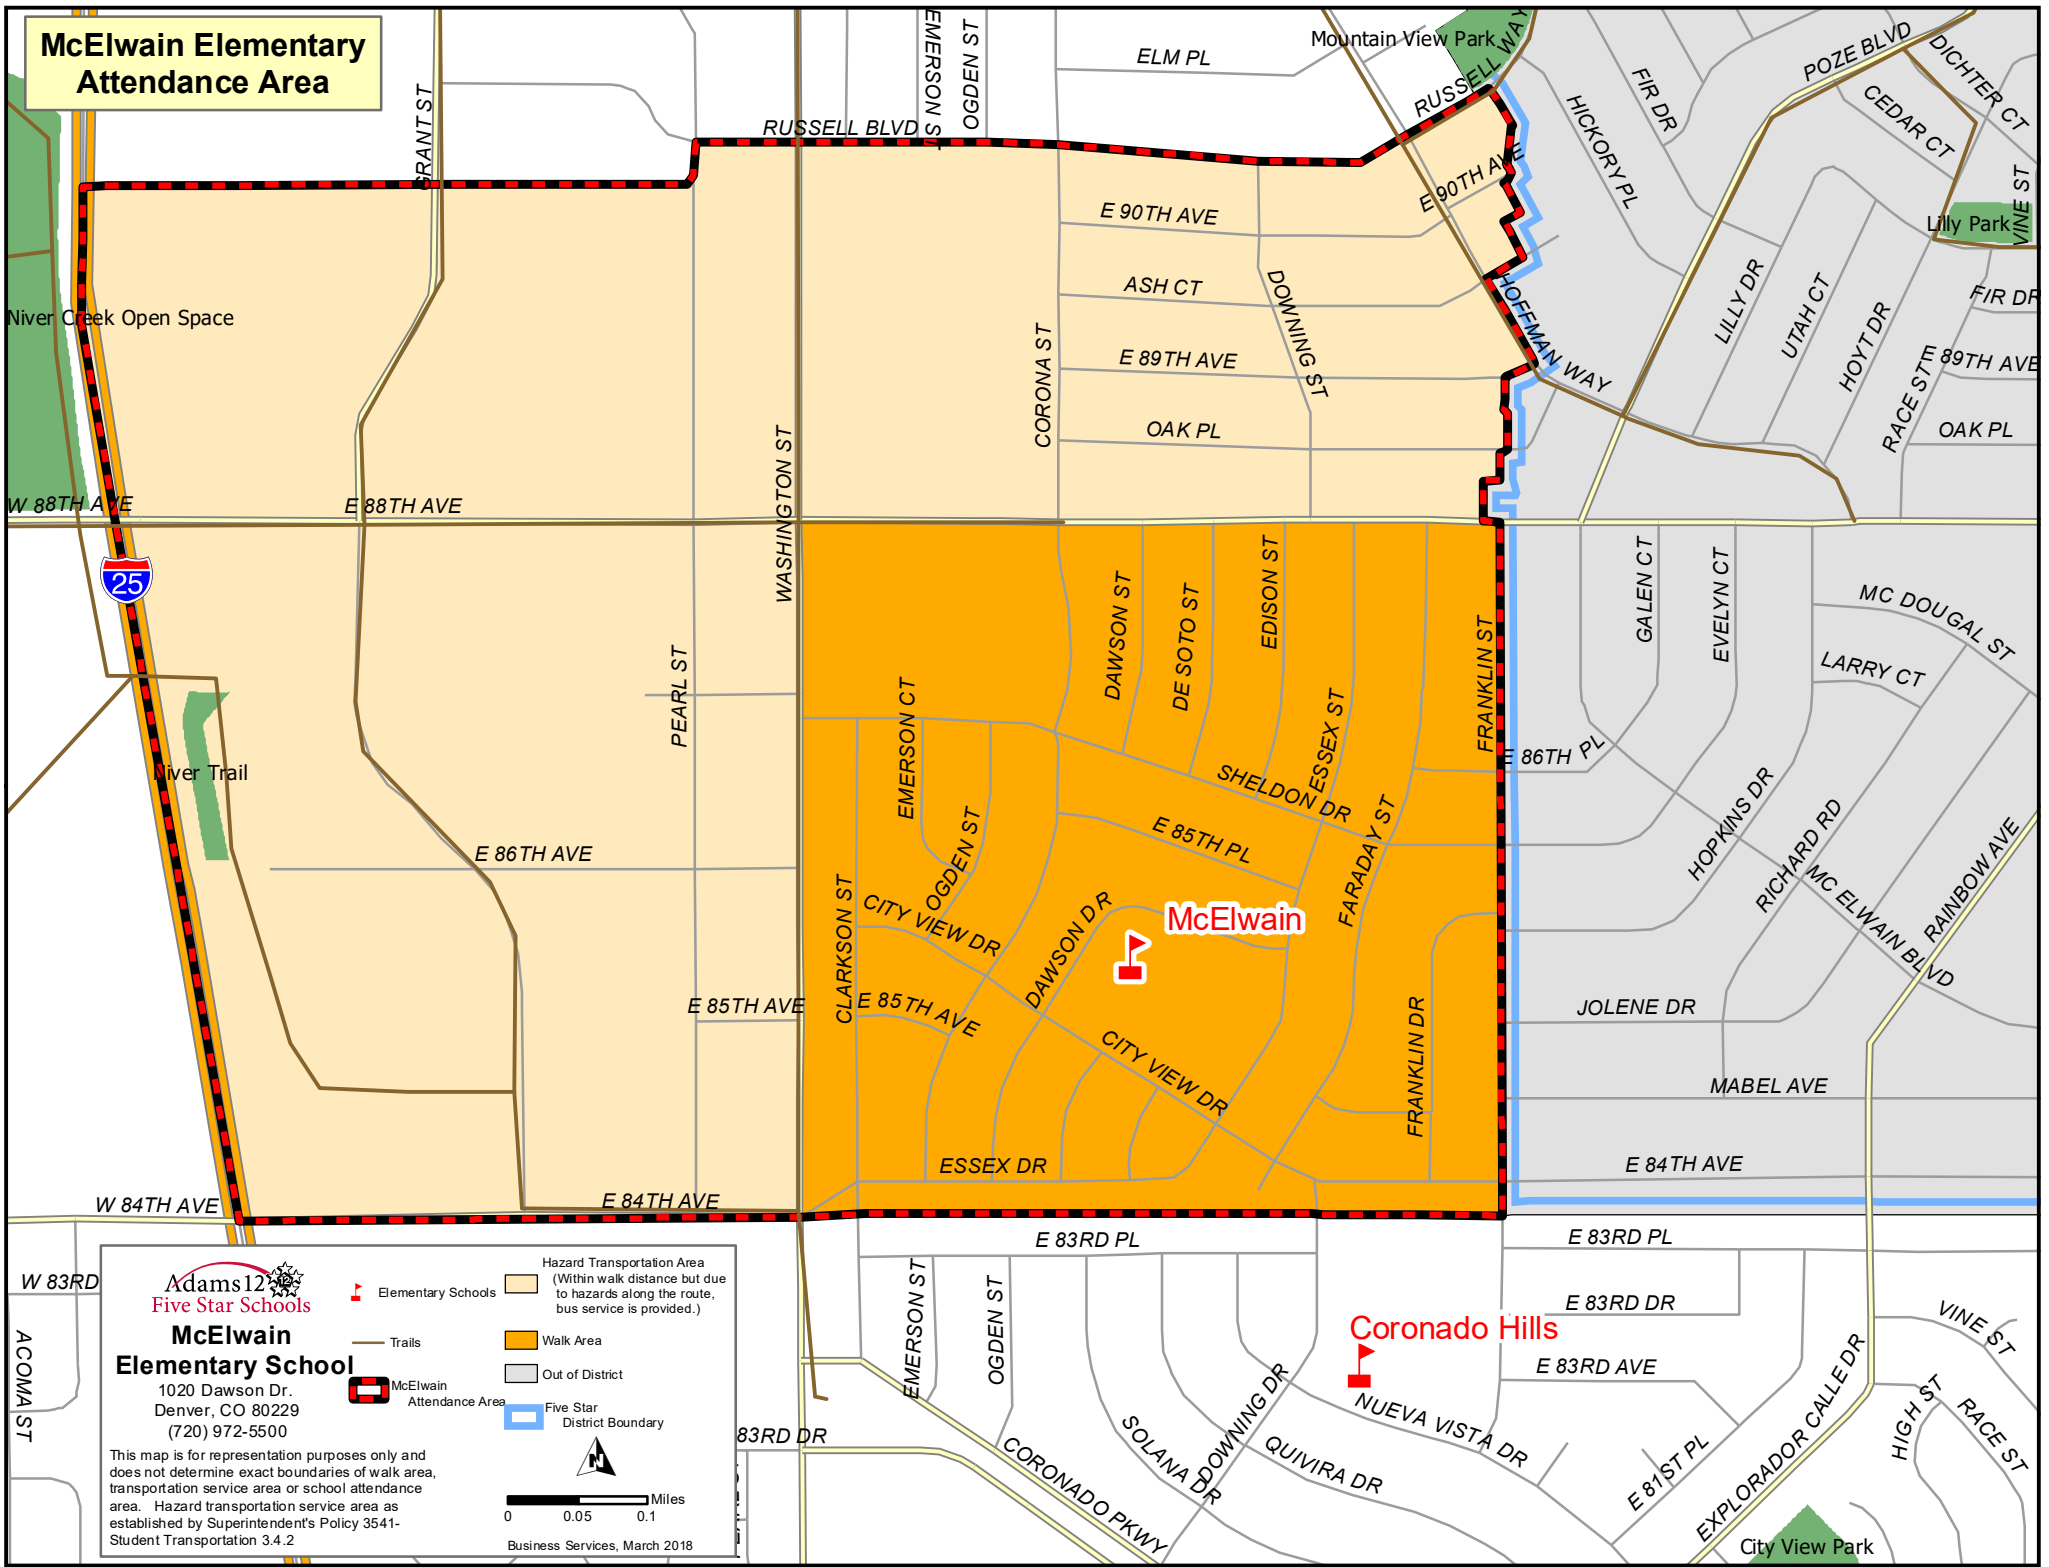 McElwain Elementary
Attendance Area
GRANT ST
EMERSON ST
OGDEN ST
ELM PL
Mountain View Park
RUSSELL WAY
RUSSELL BLVD
FIR DR
HICKORY PL
POZE BLVD
DICHTER CT
CEDAR CT
VINE ST
Lilly Park
E 90TH AVE
E 90TH AVE
ASH CT
DOWNING ST
HOFFMAN WAY
LILLY DR
UTAH CT
HOYT DR
FIR DR
Niver Creek Open Space
CORONA ST
E 89TH AVE
E 89TH AVE
RACE ST
OAK PL
OAK PL
WASHINGTON ST
W 88TH AVE
E 88TH AVE
25
PEARL ST
DAWSON ST
DE SOTO ST
EDISON ST
ESSEX ST
FRANKLIN ST
GALEN CT
EVELYN CT
MC DOUGAL ST
LARRY CT
EMERSON CT
E 86TH PL
Niver Trail
SHELDON DR
E 85TH PL
FARADAY ST
HOPKINS DR
RICHARD RD
RAINBOW AVE
MC ELWAIN BLVD
E 86TH AVE
OGDEN ST
CLARKSON ST
CITY VIEW DR
DAWSON DR
McElwain
E 85TH AVE
E 85TH AVE
CITY VIEW DR
FRANKLIN DR
JOLENE DR
MABEL AVE
ESSEX DR
E 84TH AVE
W 84TH AVE
E 84TH AVE
E 83RD PL
E 83RD PL
W 83RD
ACOMA ST
EMERSON ST
OGDEN ST
E 83RD DR
Coronado Hills
E 83RD AVE
VINE ST
83RD DR
CORONADO PKWY
SOLANA DR
DOWNING DR
QUIVIRA DR
NUEVA VISTA DR
E 81ST PL
EXPLORADOR CALLE DR
HIGH ST
RACE ST
City View Park
Adams12
12
Five Star Schools
McElwain
Elementary School
1020 Dawson Dr.
Denver, CO 80229
(720) 972-5500
This map is for representation purposes only and
does not determine exact boundaries of walk area,
transportation service area or school attendance
area. Hazard transportation service area as
established by Superintendent's Policy 3541-
Student Transportation 3.4.2
Elementary Schools
Trails
McElwain
Attendance Area
Hazard Transportation Area
(Within walk distance but due
to hazards along the route,
bus service is provided.)
Walk Area
Out of District
Five Star
District Boundary
N
Miles
0 0.05 0.1
Business Services, March 2018